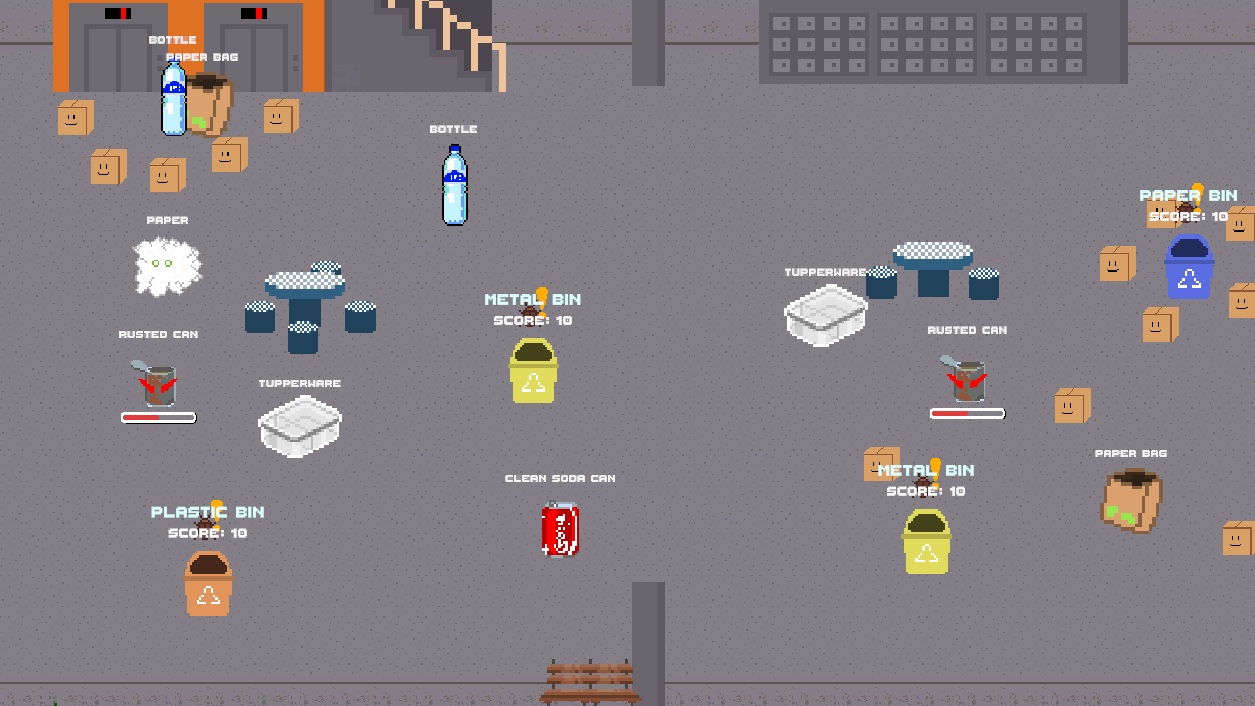 BOTTLE
PAPER BAG
BOTTLE
PAPER BIN
SCORE: 10
PAPER
TUPPERWARE
METAL BIN
SCORE: 10
RUSTED CAN
RUSTED CAN
TUPPERWARE
PAPER BAG
METAL BIN
SCORE: 10
CLEAN SODA CAN
PLASTIC BIN
SCORE: 10